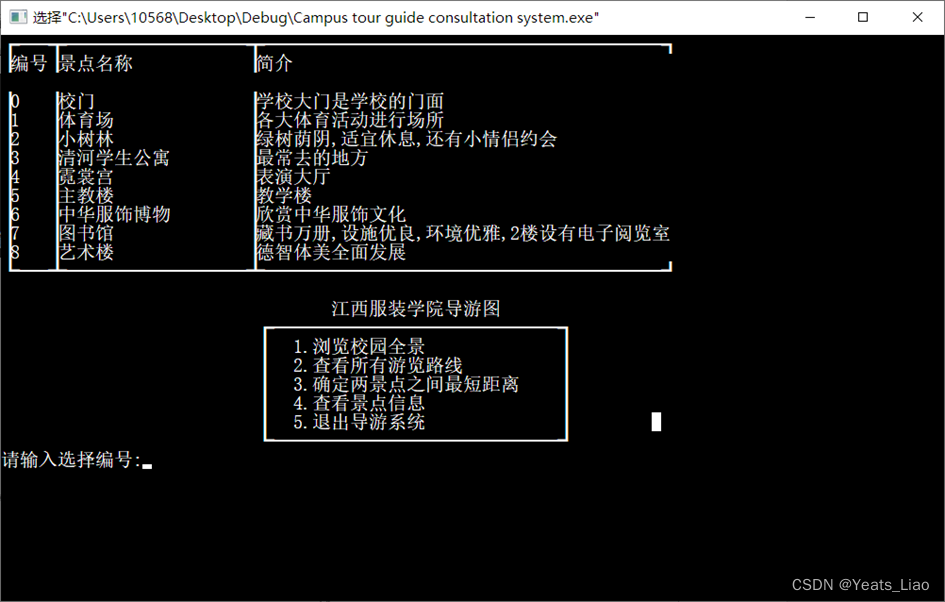 选择"C:\Users\10568\Desktop\Debug\Campus tour guide consultation system.exe"
编号 景点名称 简介
0 校门 学校大门是学校的门面
1 体育场 各大体育活动进行场所
2 小树林 绿树荫阴,适宜休息,还有小情侣约会
3 清河学生公寓 最常去的地方
4 霓裳宫 表演大厅
5 主教楼 教学楼
6 中华服饰博物 欣赏中华服饰文化
7 图书馆 藏书万册,设施优良,环境优雅,2楼设有电子阅览室
8 艺术楼 德智体美全面发展
江西服装学院导游图
1.浏览校园全景
2.查看所有游览路线
3.确定两景点之间最短距离
4.查看景点信息
5.退出导游系统
请输入选择编号:
CSDN @Yeats_Liao